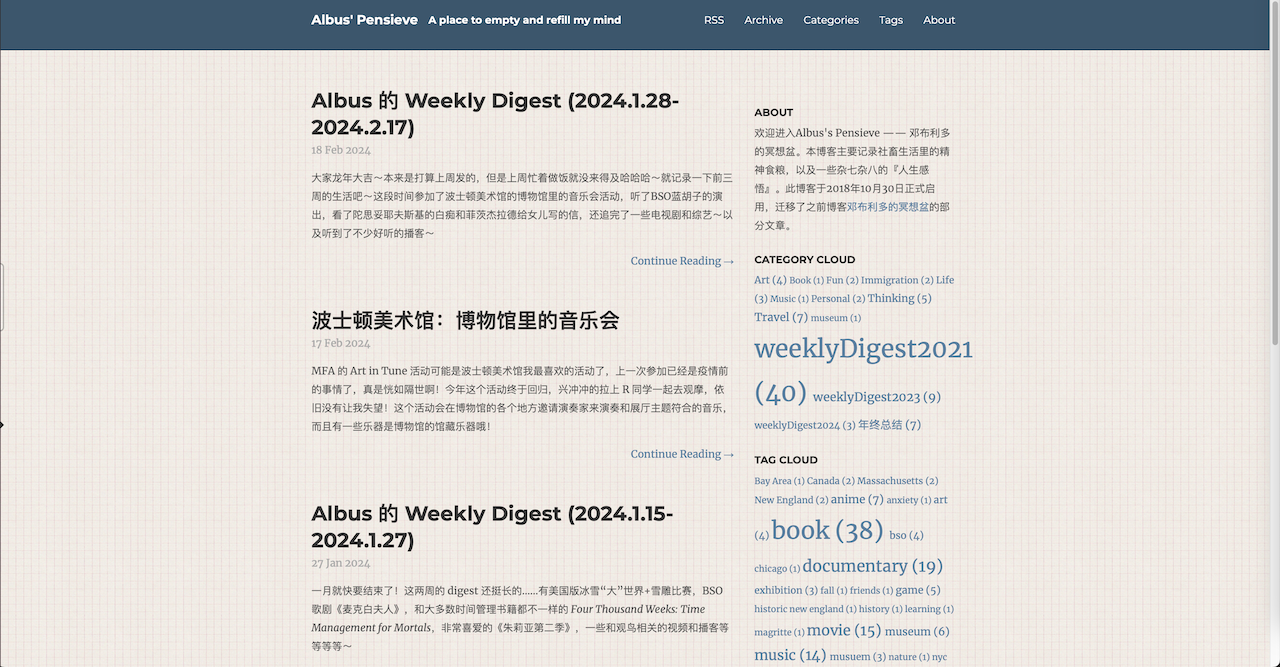 Albus' Pensieve A place to empty and refill my mind RSS Archive Categories Tags About
Albus 的 Weekly Digest (2024.1.28-
2024.2.17)
18 Feb 2024
大家龙年大吉～本来是打算上周发的，但是上周忙着做饭就没来得及哈哈哈～就记录一下前三
周的生活吧～这段时间参加了波士顿美术馆的博物馆里的音乐会活动，听了BSO蓝胡子的演
出，看了陀思妥耶夫斯基的白痴和菲茨杰拉德给女儿写的信，还追完了一些电视剧和综艺～以
及听到了不少好听的播客～
Continue Reading →
波士顿美术馆：博物馆里的音乐会
17 Feb 2024
MFA 的 Art in Tune 活动可能是波士顿美术馆我最喜欢的活动了，上一次参加已经是疫情前
的事情了，真是恍如隔世啊！今年这个活动终于回归，兴冲冲的拉上 R 同学一起去观摩，依
旧没有让我失望！这个活动会在博物馆的各个地方邀请演奏家来演奏和展厅主题符合的音乐，
而且有一些乐器是博物馆的馆藏乐器哦！
Continue Reading →
Albus 的 Weekly Digest (2024.1.15-
2024.1.27)
27 Jan 2024
一月就快要结束了！这两周的 digest 还挺长的......有美国版冰雪“大”世界+雪雕比赛，BSO
歌剧《麦克白夫人》，和大多数时间管理书籍都不一样的 Four Thousand Weeks: Time
Management for Mortals，非常喜爱的《朱莉亚第二季》，一些和观鸟相关的视频和播客等
等等等～
ABOUT
欢迎进入Albus's Pensieve —— 邓布利多
的冥想盆。本博客主要记录社畜生活里的精
神食粮，以及一些杂七杂八的『人生感
悟』。此博客于2018年10月30日正式启
用，迁移了之前博客邓布利多的冥想盆的部
分文章。
CATEGORY CLOUD
Art (4) Book (1) Fun (2) Immigration (2) Life
(3) Music (1) Personal (2) Thinking (5)
Travel (7) museum (1)
weeklyDigest2021
(40) weeklyDigest2023 (9)
weeklyDigest2024 (3) 年终总结 (7)
TAG CLOUD
Bay Area (1) Canada (2) Massachusetts (2)
New England (2) anime (7) anxiety (1) art
(4) book (38) bso (4)
chicago (1) documentary (19)
exhibition (3) fall (1) friends (1) game (5)
historic new england (1) history (1) learning (1)
magritte (1) movie (15) museum (6)
music (14) musuem (3) nature (1) nyc